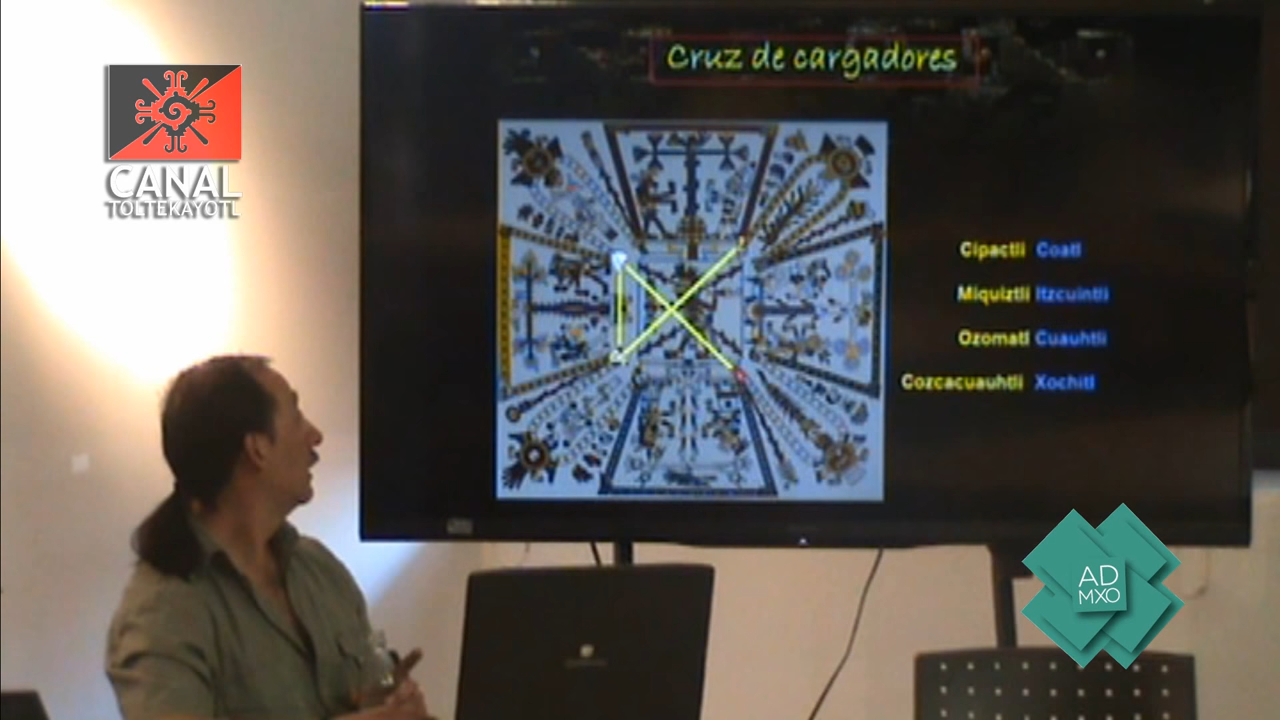 Cruz de cargadores
CANAL
TOLTEKAYOTL
Cipactli Coatl
Miquiztli Itzcuintli
Ozomatl Cuauhtli
Cozcacuauhtli Xochitl
AD
MXO